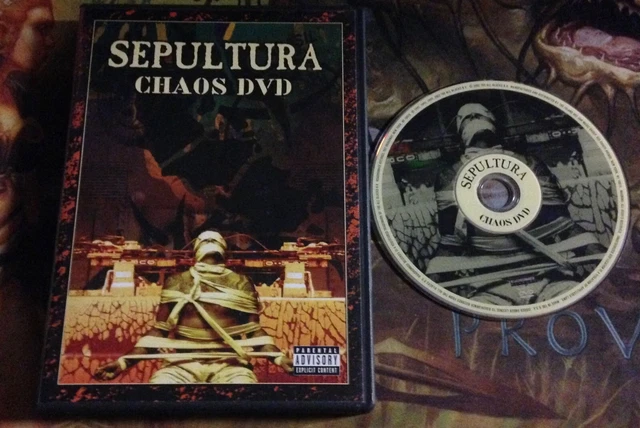 SEPULTURA
CHAOS DVD
PARENTAL
ADVISORY
EXPLICIT CONTENT
SEPULTURA
CHAOS DVD
PROV